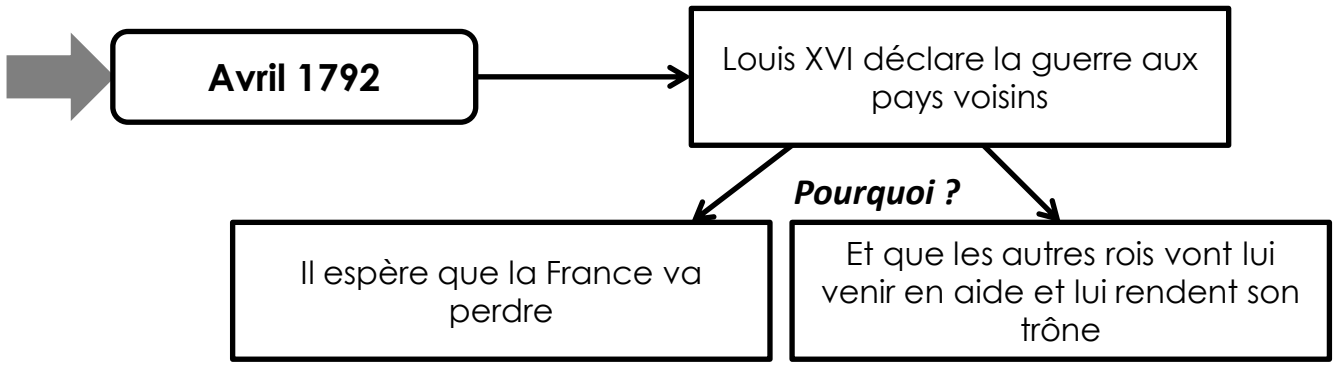 Avril 1792
Louis XVI déclare la guerre aux
pays voisins
Pourquoi ?
Il espère que la France va
perdre
Et que les autres rois vont lui
venir en aide et lui rendent son
trône